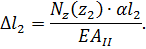 Δl₂ = N_z(z₂) · αl₂ / EA_II.